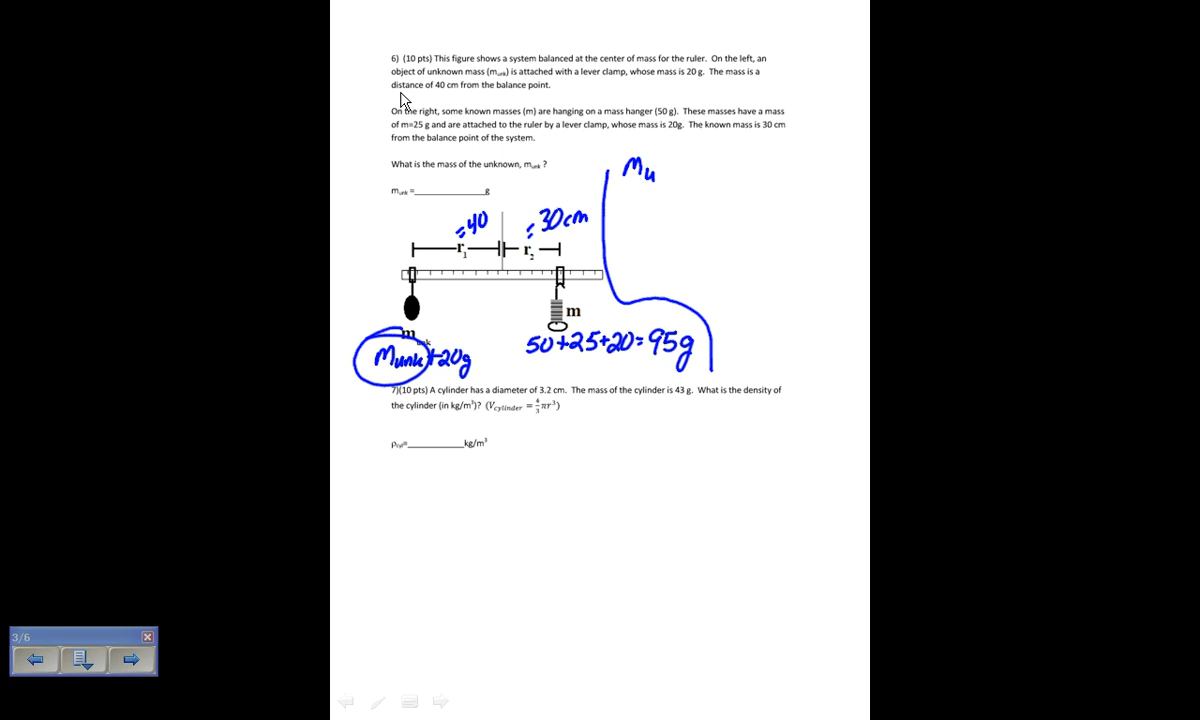 6) (10 pts) This figure shows a system balanced at the center of mass for the ruler. On the left, an
object of unknown mass (munk) is attached with a lever clamp, whose mass is 20 g. The mass is a
distance of 40 cm from the balance point.
On the right, some known masses (m) are hanging on a mass hanger (50 g). These masses have a mass
of m=25 g and are attached to the ruler by a lever clamp, whose mass is 20g. The known mass is 30 cm
from the balance point of the system.
What is the mass of the unknown, munk ?
Mu
munk =________________g
=40
=30cm
r1
r2
m
munk
Munk+20g
50+25+20=95g
7)(10 pts) A cylinder has a diameter of 3.2 cm. The mass of the cylinder is 43 g. What is the density of
the cylinder (in kg/m³)? (Vcylinder = 4/3 πr³)
ρcyl=____________kg/m³
3/6